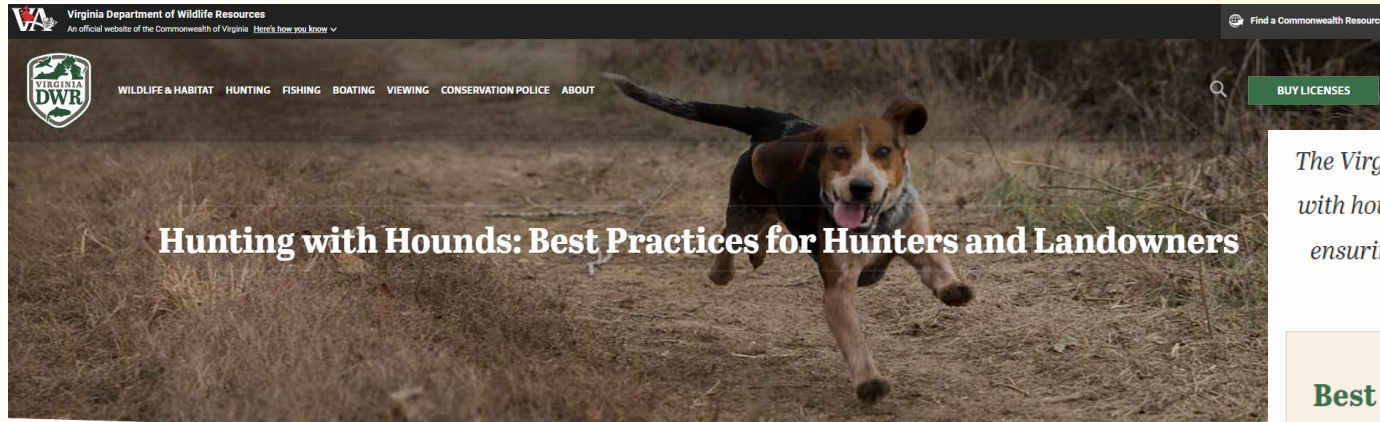 Virginia Department of Wildlife Resources
An official website of the Commonwealth of Virginia Here's how you know
Find a Commonwealth Resourc
VIRGINIA
DWR
WILDLIFE & HABITAT HUNTING FISHING BOATING VIEWING CONSERVATION POLICE ABOUT
BUY LICENSES
The Virg
with hou
ensurin
Hunting with Hounds: Best Practices for Hunters and Landowners
Best